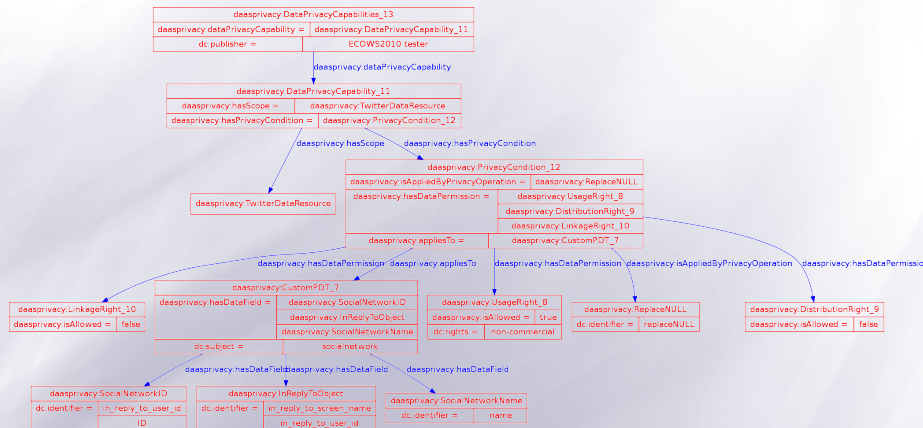 daasprivacy:DataPrivacyCapabilities_13
daasprivacy:dataPrivacyCapability = daasprivacy:DataPrivacyCapability_11
dc:publisher = ECOWS2010 tester
daasprivacy:dataPrivacyCapability
daasprivacy:DataPrivacyCapability_11
daasprivacy:hasScope = daasprivacy:TwitterDataResource
daasprivacy:hasPrivacyCondition = daasprivacy:PrivacyCondition_12
daasprivacy:hasScope daasprivacy:hasPrivacyCondition
daasprivacy:PrivacyCondition_12
daasprivacy:isAppliedByPrivacyOperation = daasprivacy:ReplaceNULL
daasprivacy:hasDataPermission = daasprivacy:UsageRight_8
daasprivacy:DistributionRight_9
daasprivacy:LinkageRight_10
daasprivacy:appliesTo = daasprivacy:CustomPDT_7
daasprivacy:TwitterDataResource
daasprivacy:hasDataPermission daasprivacy:appliesTo daasprivacy:hasDataPermission daasprivacy:isAppliedByPrivacyOperation daasprivacy:hasDataPermissio
daasprivacy:LinkageRight_10
daasprivacy:isAllowed = false
daasprivacy:CustomPDT_7
daasprivacy:hasDataField = daasprivacy:SocialNetworkID
daasprivacy:InReplyToObject
daasprivacy:SocialNetworkName
dc:subject = socialnetwork
daasprivacy:UsageRight_8
daasprivacy:isAllowed = true
dc:rights = non-commercial
daasprivacy:ReplaceNULL
dc:identifier = replaceNULL
daasprivacy:DistributionRight_9
daasprivacy:isAllowed = false
daasprivacy:hasDataField daasprivacy:hasDataField daasprivacy:hasDataField
daasprivacy:SocialNetworkID
dc:identifier = in_reply_to_user_id
ID
daasprivacy:InReplyToObject
dc:identifier = in_reply_to_screen_name
in_reply_to_user_id
daasprivacy:SocialNetworkName
dc:identifier = name